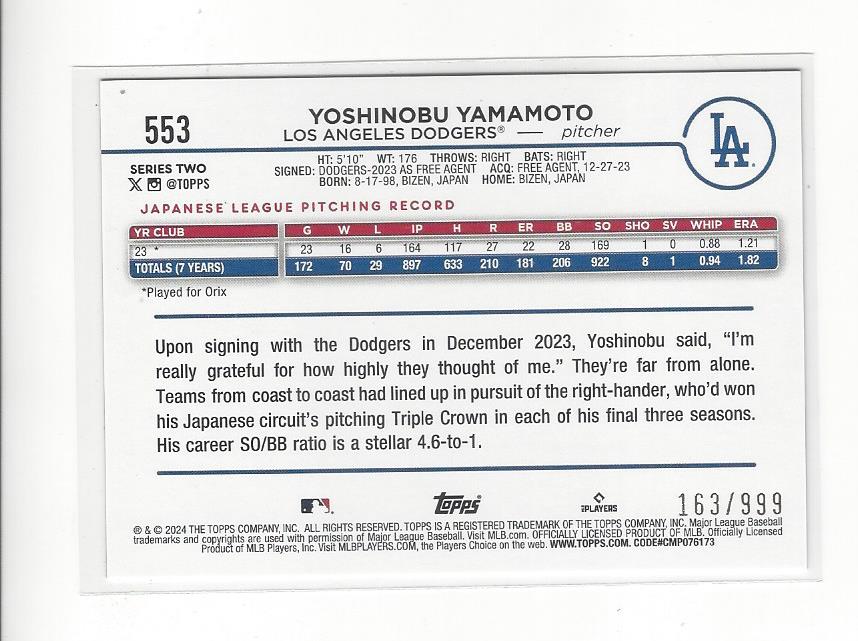 553
YOSHINOBU YAMAMOTO
LOS ANGELES DODGERS® — pitcher
LA
SERIES TWO
X @TOPPS
HT: 5'10" WT: 176 THROWS: RIGHT BATS: RIGHT
SIGNED: DODGERS-2023 AS FREE AGENT ACQ: FREE AGENT, 12-27-23
BORN: 8-17-98, BIZEN, JAPAN HOME: BIZEN, JAPAN
JAPANESE LEAGUE PITCHING RECORD
YR CLUB G W L IP H R ER BB SO SHO SV WHIP ERA
23 * 23 16 6 164 117 27 22 28 169 1 0 0.88 1.21
TOTALS (7 YEARS) 172 70 29 897 633 210 181 206 922 8 1 0.94 1.82
*Played for Orix
Upon signing with the Dodgers in December 2023, Yoshinobu said, “I’m
really grateful for how highly they thought of me.” They’re far from alone.
Teams from coast to coast had lined up in pursuit of the right-hander, who’d won
his Japanese circuit’s pitching Triple Crown in each of his final three seasons.
His career SO/BB ratio is a stellar 4.6-to-1.
Topps
PLAYERS
163/999
® & © 2024 THE TOPPS COMPANY, INC. ALL RIGHTS RESERVED. TOPPS IS A REGISTERED TRADEMARK OF THE TOPPS COMPANY, INC. Major League Baseball
trademarks and copyrights are used with permission of Major League Baseball. Visit MLB.com. OFFICIALLY LICENSED PRODUCT OF MLB. Officially Licensed
Product of MLB Players, Inc. Visit MLBPLAYERS.COM, the Players Choice on the web. WWW.TOPPS.COM. CODE#CMP076173